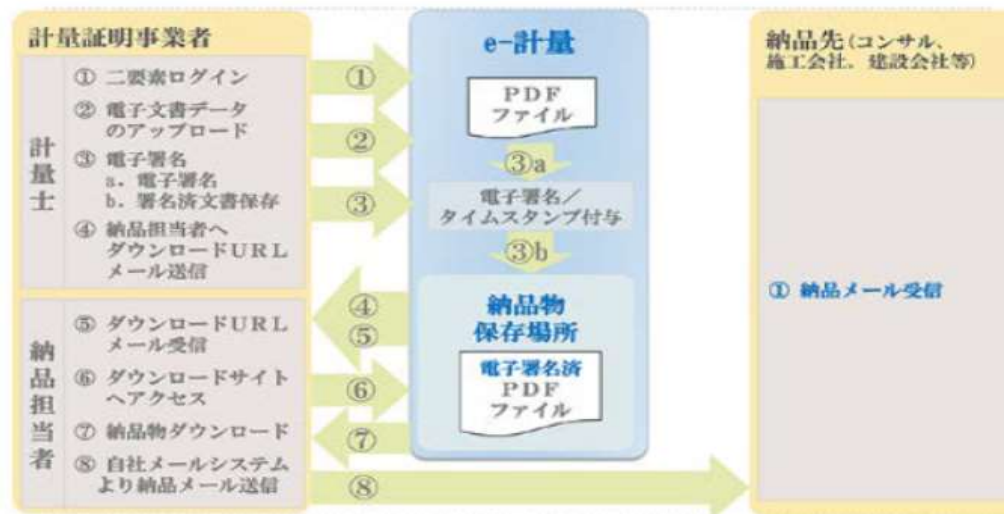 計量証明事業者
計量士
① 二要素ログイン
② 電子文書データ
のアップロード
③ 電子署名
a．電子署名
b．署名済文書保存
④ 納品担当者へ
ダウンロードＵＲＬ
メール送信
納品担当者
⑤ ダウンロードＵＲＬ
メール受信
⑥ ダウンロードサイト
へアクセス
⑦ 納品物ダウンロード
⑧ 自社メールシステム
より納品メール送信
①
②
③
④
⑤
⑥
⑦
⑧
e-計量
ＰＤＦ
ファイル
③a
電子署名／
タイムスタンプ付与
③b
納品物
保存場所
電子署名済
ＰＤＦ
ファイル
納品先(コンサル、
施工会社、建設会社等)
① 納品メール受信